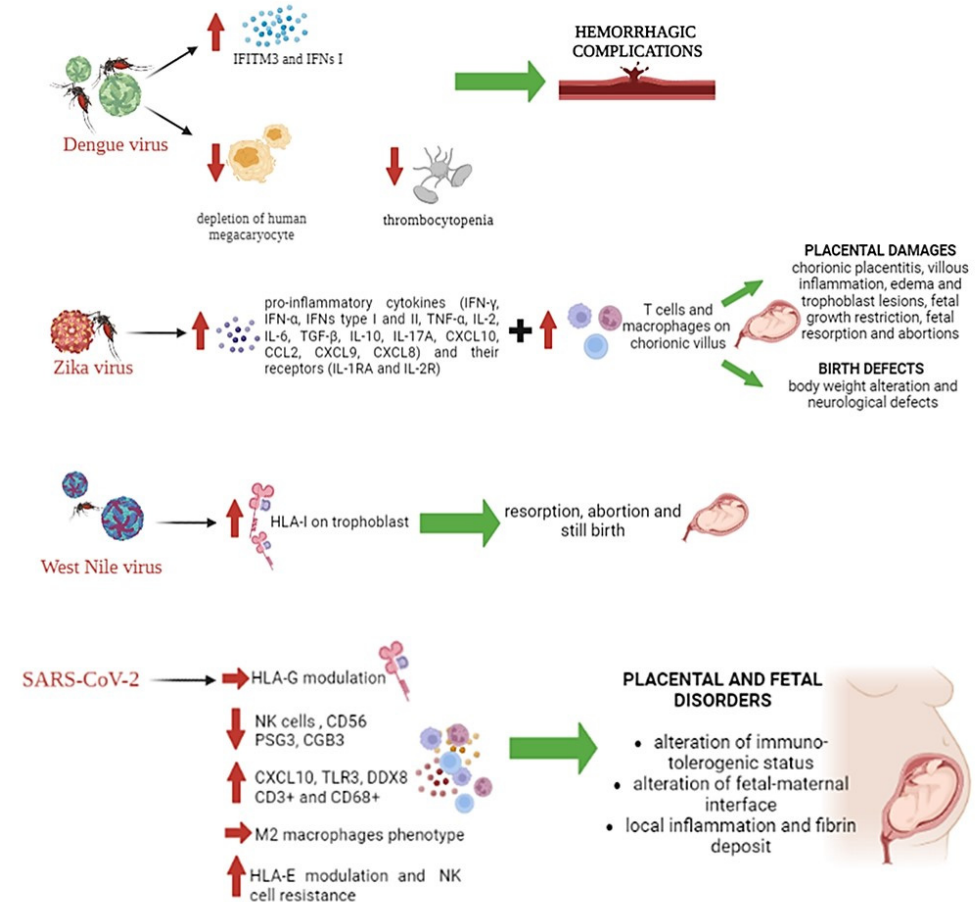 HEMORRHAGIC
COMPLICATIONS
IFITM3 and IFNs I
Dengue virus
depletion of human
megacaryocyte
thrombocytopenia
pro-inflammatory cytokines (IFN-γ,
IFN-α, IFNs type I and II, TNF-α, IL-2,
IL-6, TGF-β, IL-10, IL-17A, CXCL10,
CCL2, CXCL9, CXCL8) and their
receptors (IL-1RA and IL-2R)
Zika virus
T cells and
macrophages on
chorionic villus
PLACENTAL DAMAGES
chorionic placentitis, villous
inflammation, edema and
trophoblast lesions, fetal
growth restriction, fetal
resorption and abortions
BIRTH DEFECTS
body weight alteration and
neurological defects
HLA-I on trophoblast
resorption, abortion and
still birth
West Nile virus
SARS-CoV-2
HLA-G modulation
NK cells , CD56
PSG3, CGB3
CXCL10, TLR3, DDX8
CD3+ and CD68+
M2 macrophages phenotype
HLA-E modulation and NK
cell resistance
PLACENTAL AND FETAL
DISORDERS
• alteration of immuno-
tolerogenic status
• alteration of fetal-maternal
interface
• local inflammation and fibrin
deposit